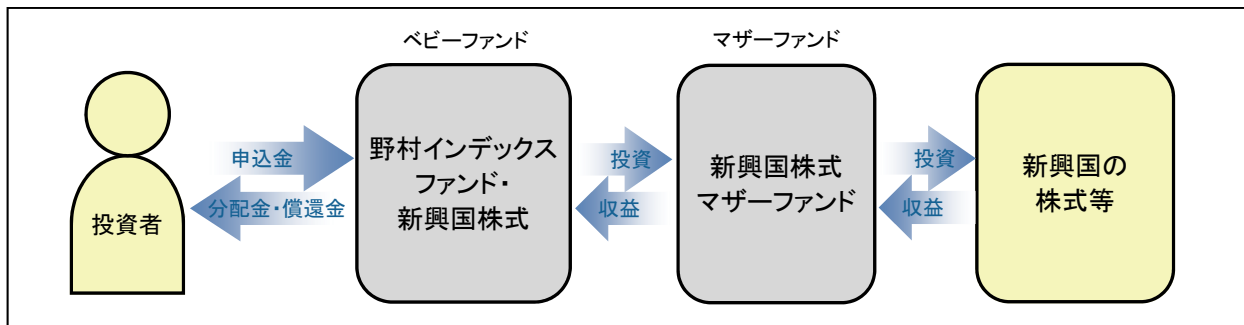 ベビーファンド
マザーファンド
投資者
申込金
分配金・償還金
野村インデックス
ファンド・
新興国株式
投資
収益
新興国株式
マザーファンド
投資
収益
新興国の
株式等